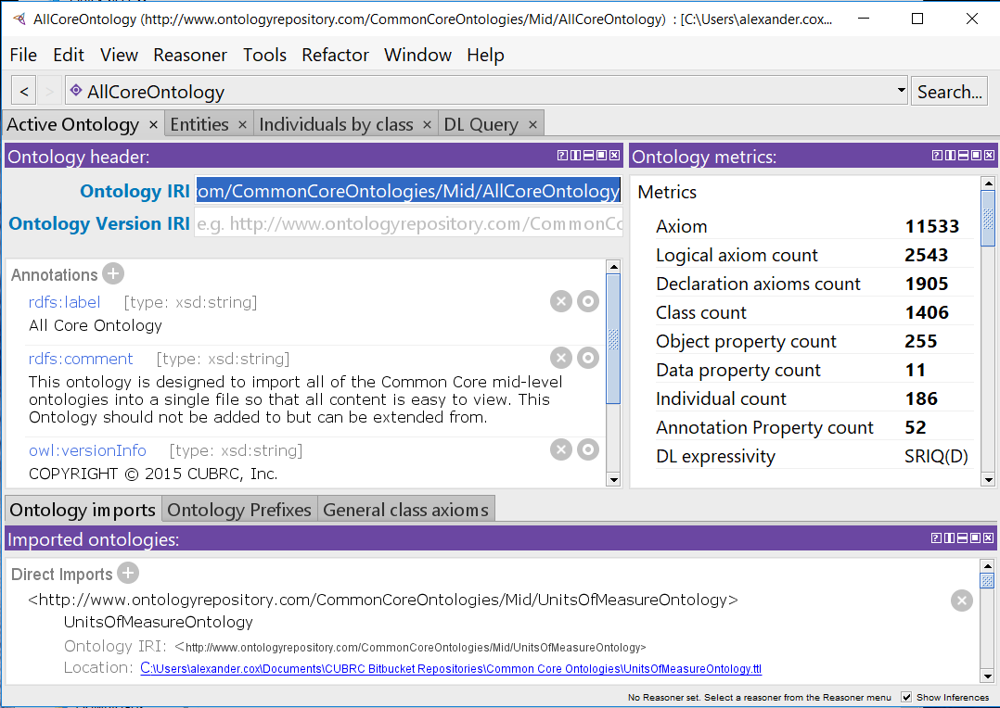 AllCoreOntology (http://www.ontologyrepository.com/CommonCoreOntologies/Mid/AllCoreOntology) : [C:\Users\alexander.cox...
File Edit View Reasoner Tools Refactor Window Help
< > AllCoreOntology Search...
Active Ontology × Entities × Individuals by class × DL Query ×
Ontology header:
Ontology IRI om/CommonCoreOntologies/Mid/AllCoreOntology
Ontology Version IRI e.g. http://www.ontologyrepository.com/CommonCo
Annotations
rdfs:label [type: xsd:string]
All Core Ontology
rdfs:comment [type: xsd:string]
This ontology is designed to import all of the Common Core mid-level
ontologies into a single file so that all content is easy to view. This
Ontology should not be added to but can be extended from.
owl:versionInfo [type: xsd:string]
COPYRIGHT © 2015 CUBRC, Inc.
Ontology metrics:
Metrics
Axiom 11533
Logical axiom count 2543
Declaration axioms count 1905
Class count 1406
Object property count 255
Data property count 11
Individual count 186
Annotation Property count 52
DL expressivity SRIQ(D)
Ontology imports Ontology Prefixes General class axioms
Imported ontologies:
Direct Imports
<http://www.ontologyrepository.com/CommonCoreOntologies/Mid/UnitsOfMeasureOntology>
UnitsOfMeasureOntology
Ontology IRI: <http://www.ontologyrepository.com/CommonCoreOntologies/Mid/UnitsOfMeasureOntology>
Location: C:\Users\alexander.cox\Documents\CUBRC Bitbucket Repositories\Common Core Ontologies\UnitsOfMeasureOntology.ttl
No Reasoner set. Select a reasoner from the Reasoner menu Show Inferences